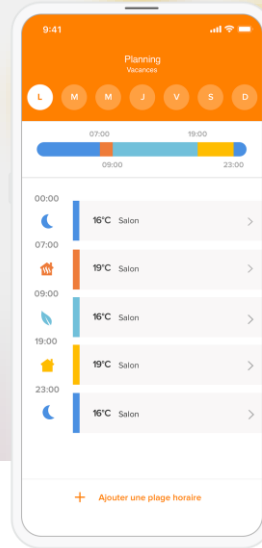 9:41
Planning
Vacances
L M M J V S D
07:00 19:00
09:00 23:00
00:00
16°C Salon
07:00
19°C Salon
09:00
16°C Salon
19:00
19°C Salon
23:00
16°C Salon
+ Ajouter une plage horaire